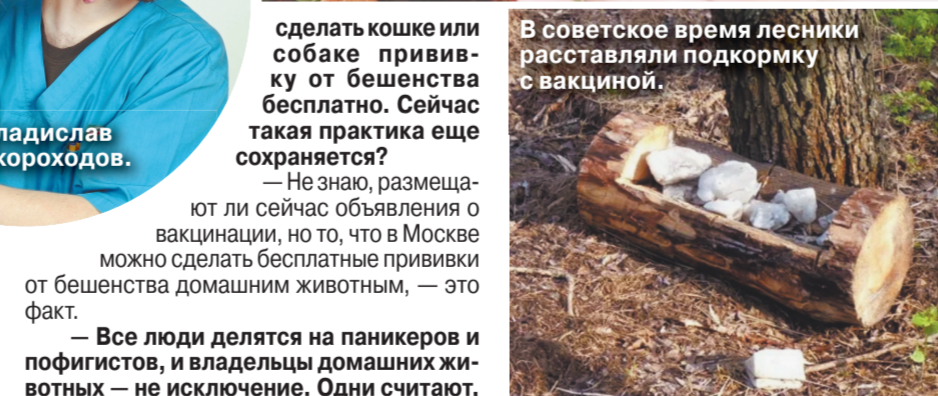 ладислав
короходов.
сделать кошке или
собаке привив-
ку от бешенства
бесплатно. Сейчас
такая практика еще
сохраняется?
— Не знаю, размеща-
ют ли сейчас объявления о
вакцинации, но то, что в Москве
можно сделать бесплатные прививки
от бешенства домашним животным, — это
факт.
— Все люди делятся на паникеров и
пофигистов, и владельцы домашних жи-
вотных — не исключение. Одни считают,
В советское время лесники
расставляли подкормку
с вакциной.